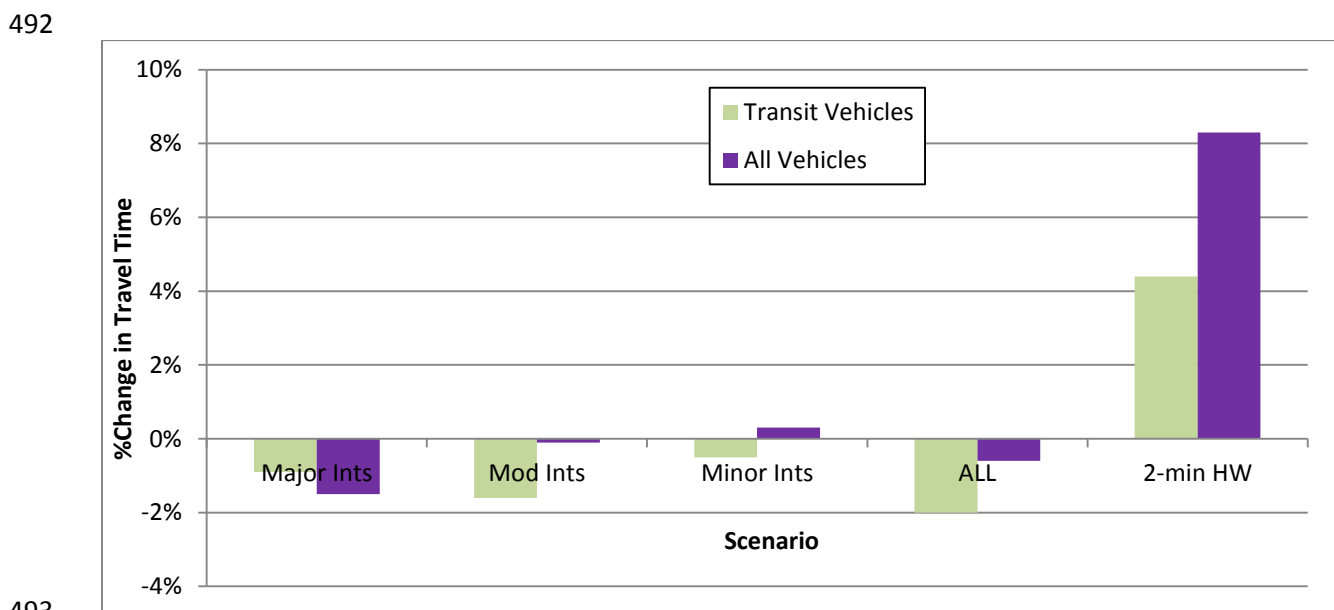 492
10%
8%
6%
4%
2%
0%
-2%
-4%
%Change in Travel Time
Transit Vehicles
All Vehicles
Major Ints
Mod Ints
Minor Ints
ALL
2-min HW
Scenario
493